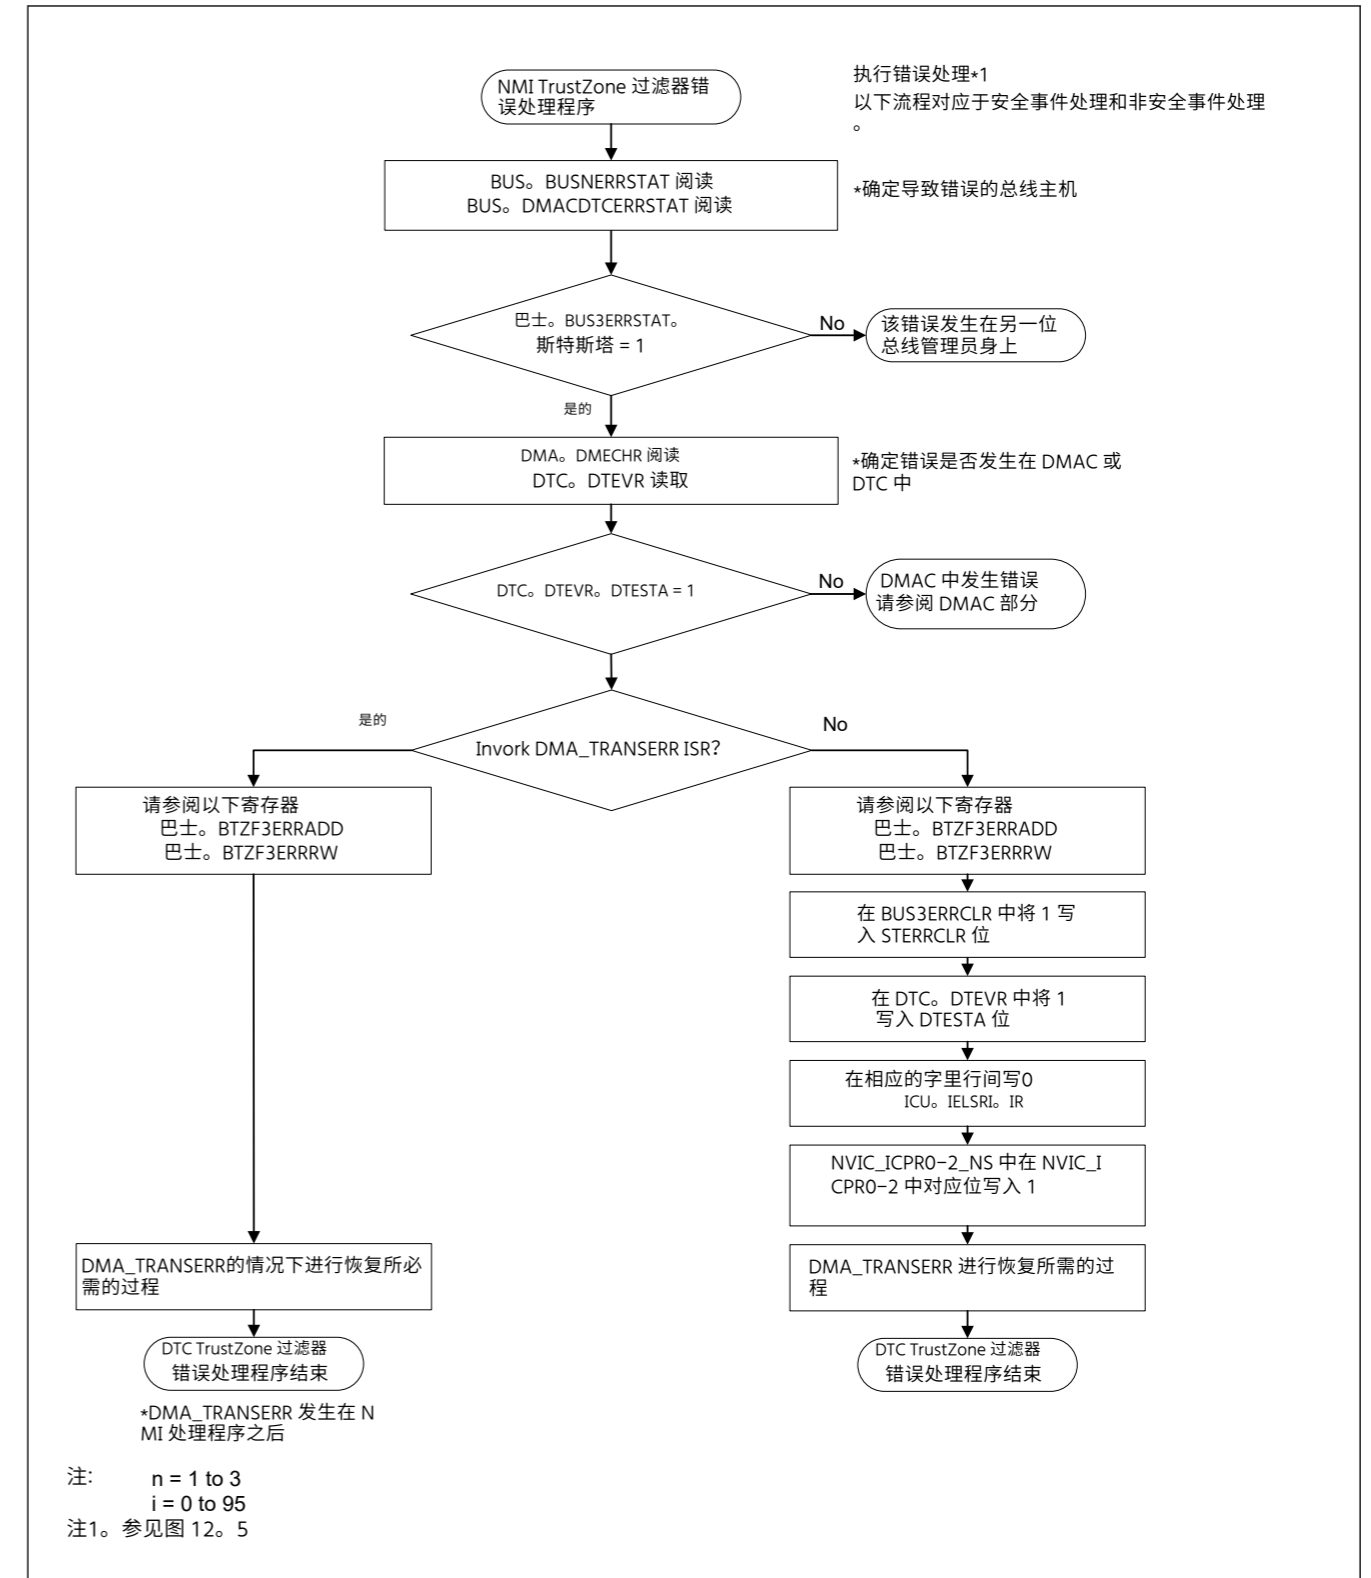 NMI TrustZone 过滤器错
误处理程序
执行错误处理*1
以下流程对应于安全事件处理和非安全事件处理
。
BUS。BUSNERRSTAT 阅读
BUS。DMACDTCERRSTAT 阅读
*确定导致错误的总线主机
巴士。BUS3ERRSTAT。
斯特斯塔 = 1
No
该错误发生在另一位
总线管理员身上
是的
DMA。DMECHR 阅读
DTC。DTEVR 读取
*确定错误是否发生在 DMAC 或
DTC 中
DTC。DTEVR。DTESTA = 1
No
DMAC 中发生错误
请参阅 DMAC 部分
是的
Invork DMA_TRANSERR ISR?
No
请参阅以下寄存器
巴士。BTZF3ERRADD
巴士。BTZF3ERRRW
请参阅以下寄存器
巴士。BTZF3ERRADD
巴士。BTZF3ERRRW
在 BUS3ERRCLR 中将 1 写
入 STERRCLR 位
在 DTC。DTEVR 中将 1
写入 DTESTA 位
在相应的字里行间写0
ICU。IELSRI。IR
NVIC_ICPR0−2_NS 中在 NVIC_I
CPR0−2 中对应位写入 1
DMA_TRANSERR的情况下进行恢复所必
需的过程
DMA_TRANSERR 进行恢复所需的过
程
DTC TrustZone 过滤器
错误处理程序结束
DTC TrustZone 过滤器
错误处理程序结束
*DMA_TRANSERR 发生在 N
MI 处理程序之后
注: n = 1 to 3
i = 0 to 95
注1。参见图 12。5